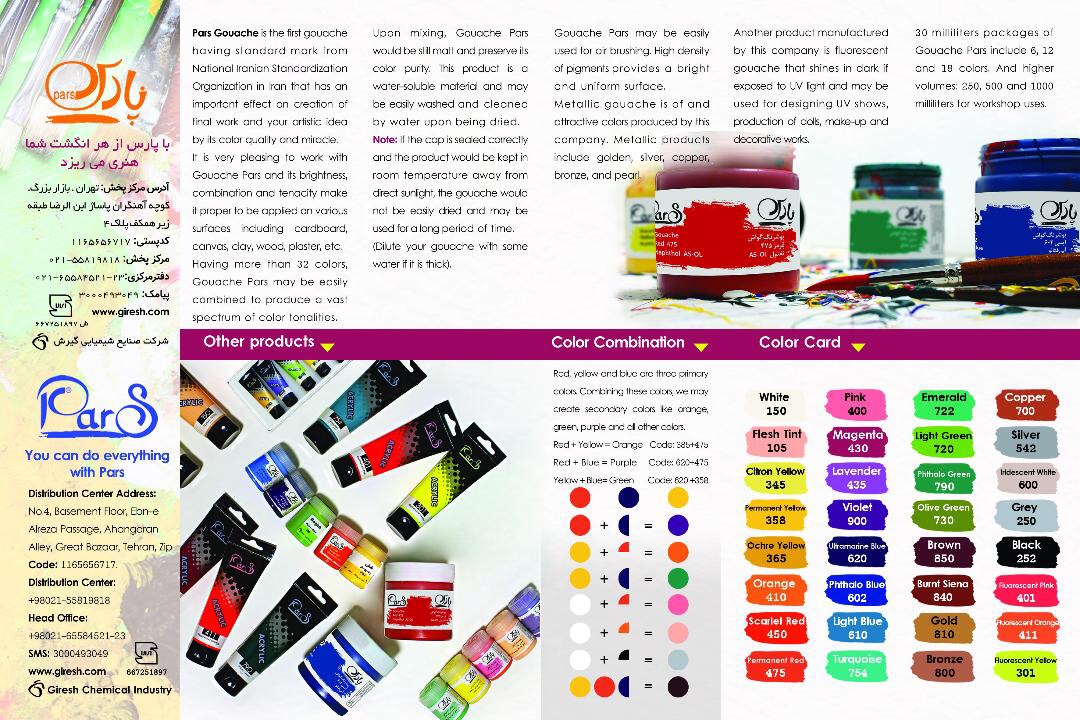 pars پارس
با پارس از هر انگشت شما
هنری می ریزد
آدرس مرکز پخش: تهران . بازار بزرگ.
کوچه آهنگران پاساژ ابن الرضا طبقه
زیر همکف پلاک ۴
کدپستی: ۱۱۶۵۶۵۶۷۱۷
مرکز پخش: ۵۵۸۱۹۸۱۸-۰۲۱
دفترمرکزی: ۲۳-۶۵۵۸۴۵۲۱-۰۲۱
پیامک: ۳۰۰۰۴۹۳۰۴۹
www.giresh.com
ش ۶۶۷۲۵۱۸۹۷
شرکت صنایع شیمیایی گیرش
ParS
You can do everything
with Pars
Distribution Center Address:
No.4, Basement Floor, Ebn-e
Alreza Passage, Ahangaran
Alley, Great Bazaar, Tehran, Zip
Code: 1165656717.
Distribution Center:
+98021-55819818
Head Office:
+98021-65584521-23
SMS: 3000493049
www.giresh.com
667251897
Giresh Chemical Industry
Pars Gouache is the first gouache
having standard mark from
National Iranian Standardization
Organization in Iran that has an
important effect on creation of
final work and your artistic idea
by its color quality and miracle.
It is very pleasing to work with
Gouache Pars and its brightness,
combination and tenacity make
it proper to be applied on various
surfaces including cardboard,
canvas, clay, wood, plaster, etc.
Having more than 32 colors,
Gouache Pars may be easily
combined to produce a vast
spectrum of color tonalities.
Upon mixing, Gouache Pars
would be still matt and preserve its
color purity. This product is a
water-soluble material and may
be easily washed and cleaned
by water upon being dried.
Note: If the cap is sealed correctly
and the product would be kept in
room temperature away from
direct sunlight, the gouache would
not be easily dried and may be
used for a long period of time.
(Dilute your gouache with some
water if it is thick).
Gouache Pars may be easily
used for air brushing. High density
of pigments provides a bright
and uniform surface.
Metallic gouache is of and
attractive colors produced by this
company. Metallic products
include golden, silver, copper,
bronze, and pearl.
Another product manufactured
by this company is fluorescent
gouache that shines in dark if
exposed to UV light and may be
used for designing UV shows,
production of dolls, make-up and
decorative works.
30 milliliters packages of
Gouache Pars include 6, 12
and 18 colors. And higher
volumes: 250, 500 and 1000
milliliters for workshop uses.
ParS پارس
Gouache
Red 475
Naphthol AS-OL
قرمز ۴۷۵
پارس
Other products
ACRYLIC
ACRYLIC
ACRYLIC
ACRYLIC
ACRYLIC
ParS پارس
Color Combination
Red, yellow and blue are three primary
colors. Combining these colors, we may
create secondary colors like orange,
green, purple and all other colors.
Red + Yellow = Orange Code: 385+475
Red + Blue = Purple Code: 620+475
Yellow + Blue= Green Code: 620 +358
+ =
+ =
+ =
+ =
+ =
+ =
=
Color Card
White 150
Pink 400
Emerald 722
Copper 700
Flesh Tint 105
Magenta 430
Light Green 720
Silver 542
Citron Yellow 345
Lavender 435
Phthalo Green 790
Iridescent White 600
Permanent Yellow 358
Violet 900
Olive Green 730
Grey 250
Ochre Yellow 365
Ultramarine Blue 620
Brown 850
Black 252
Orange 410
Phthalo Blue 602
Burnt Siena 840
Fluorescent Pink 401
Scarlet Red 450
Light Blue 610
Gold 810
Fluorescent Orange 411
Permanent Red 475
Turquoise 754
Bronze 800
Fluorescent Yellow 301